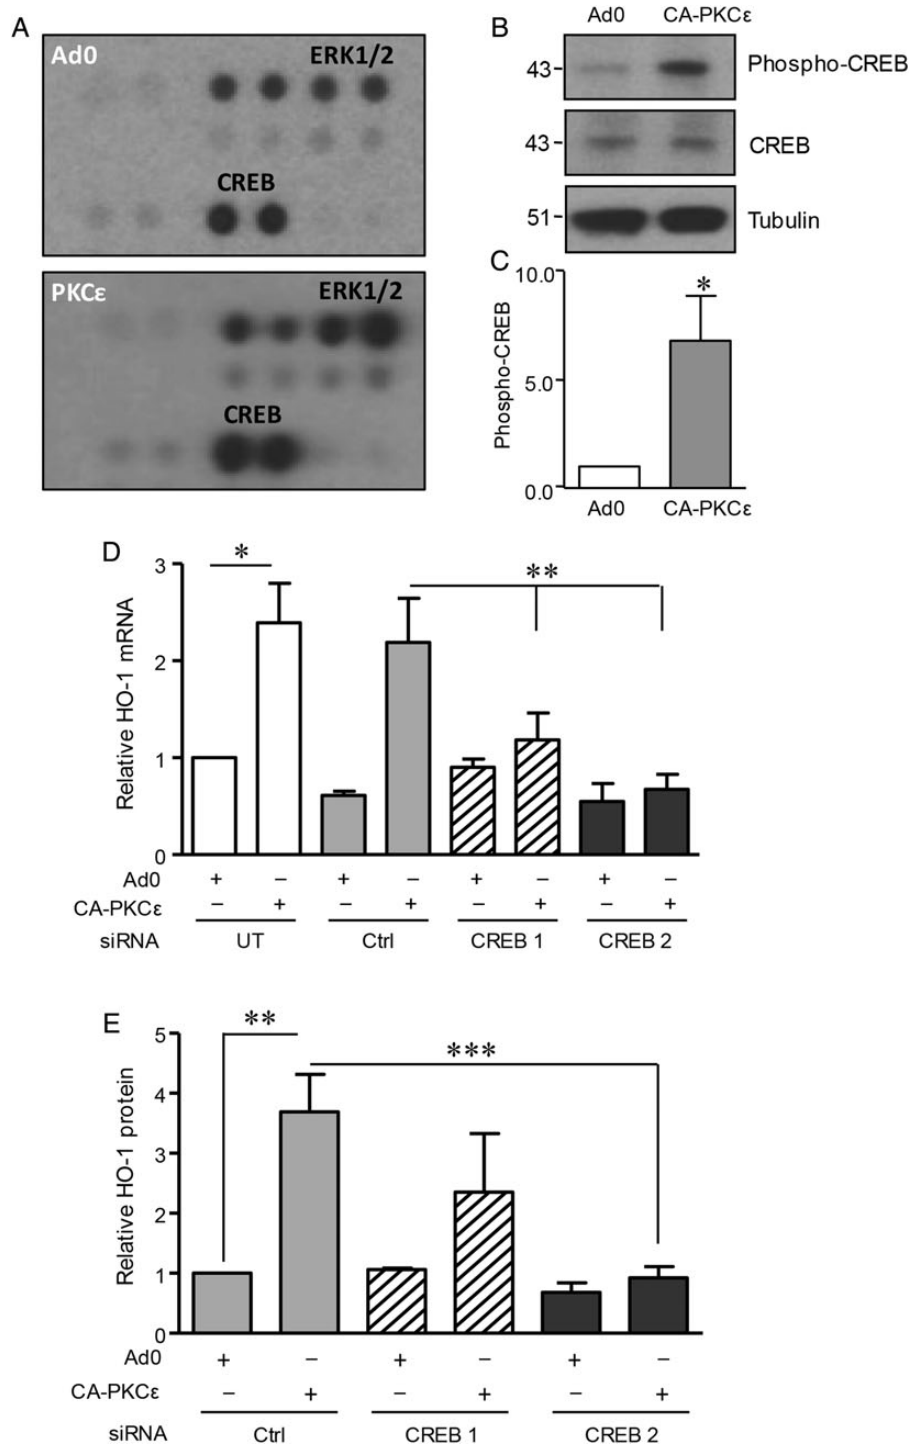 A
Ad0 ERK1/2
CREB
PKCε ERK1/2
CREB
B Ad0 CA-PKCε
43 Phospho-CREB
43 CREB
51 Tubulin
C
10.0
*
5.0
Phospho-CREB
0.0
Ad0 CA-PKCε
D
3
* **
2
Relative HO-1 mRNA
1
0
Ad0 + – + – + – + –
CA-PKCε – + – + – + – +
siRNA UT Ctrl CREB 1 CREB 2
E
5
** ***
4
3
Relative HO-1 protein
2
1
0
Ad0 + – + – + –
CA-PKCε – + – + – +
siRNA Ctrl CREB 1 CREB 2